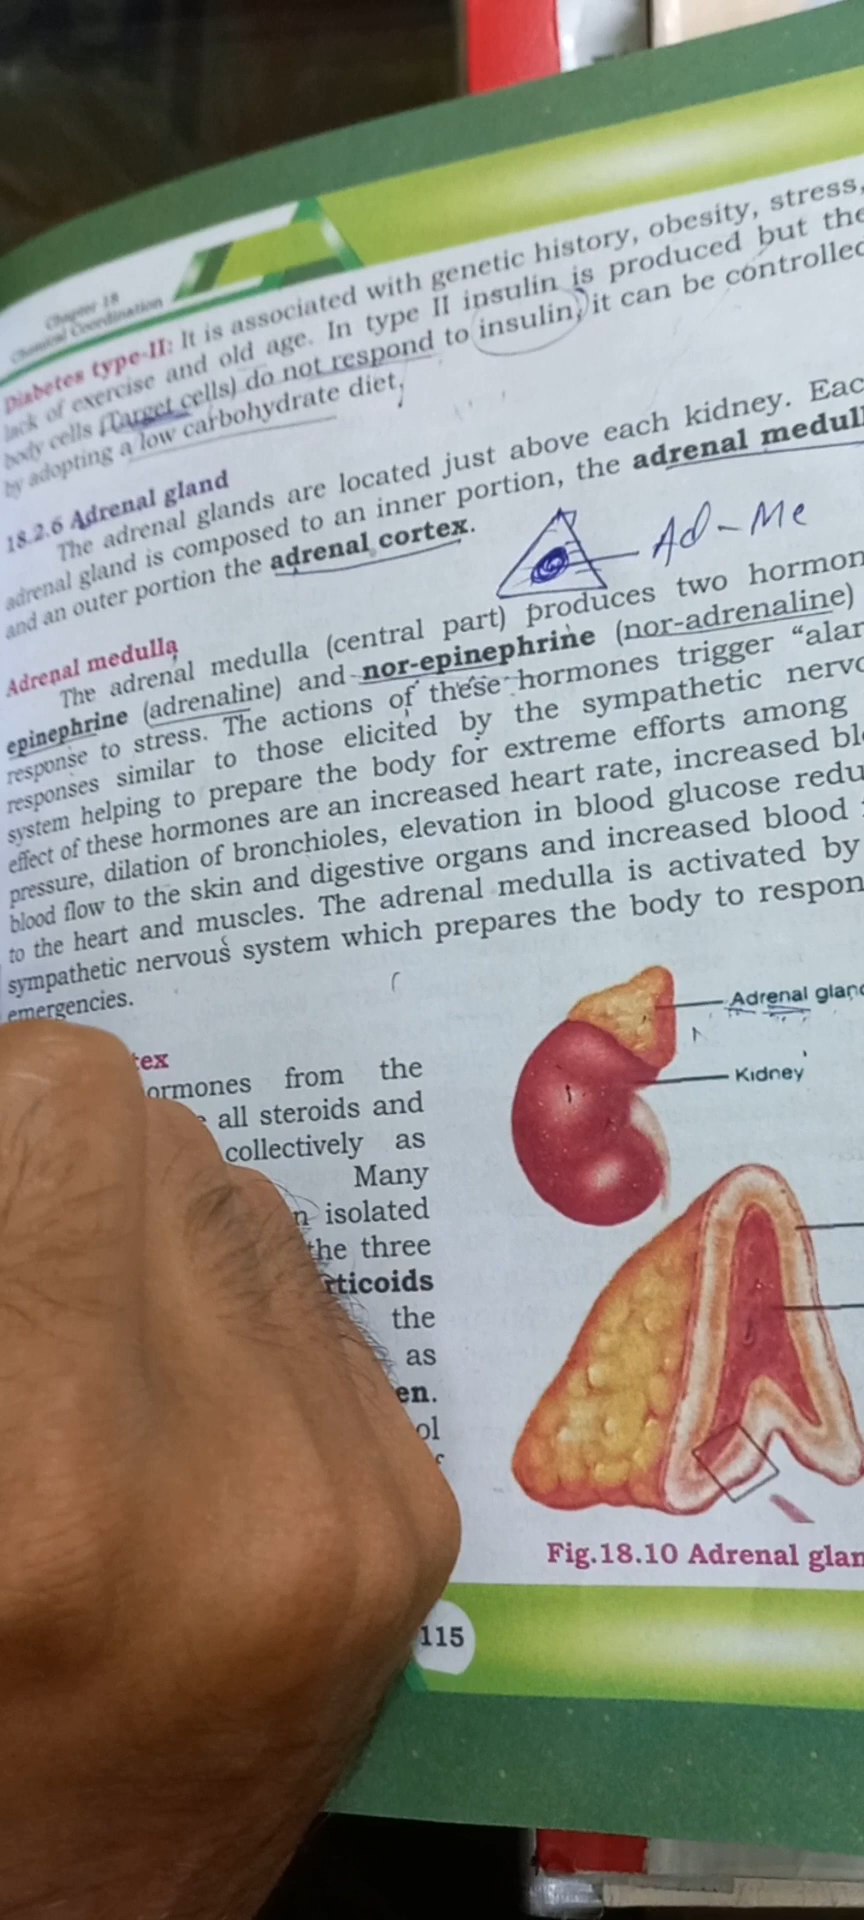 Chapter 18
Chemical Coordination
Diabetes type-II: It is associated with genetic history, obesity, stress,
lack of exercise and old age. In type II insulin is produced but the
body cells (Target cells) do not respond to insulin, it can be controlled
by adopting a low carbohydrate diet.
18.2.6 Adrenal gland
The adrenal glands are located just above each kidney. Eac
adrenal gland is composed to an inner portion, the adrenal medull
and an outer portion the adrenal cortex.
Ad-Me
Adrenal medulla
The adrenal medulla (central part) produces two hormon
epinephrine (adrenaline) and nor-epinephrine (nor-adrenaline)
response to stress. The actions of these hormones trigger "alar
responses similar to those elicited by the sympathetic nervo
system helping to prepare the body for extreme efforts among
effect of these hormones are an increased heart rate, increased blo
pressure, dilation of bronchioles, elevation in blood glucose redu
blood flow to the skin and digestive organs and increased blood
to the heart and muscles. The adrenal medulla is activated by
sympathetic nervous system which prepares the body to respon
emergencies.
Adrenal gland
Kidney
tex
ormones from the
all steroids and
collectively as
Many
n isolated
the three
rticoids
the
as
en.
ol
Fig.18.10 Adrenal glan
115